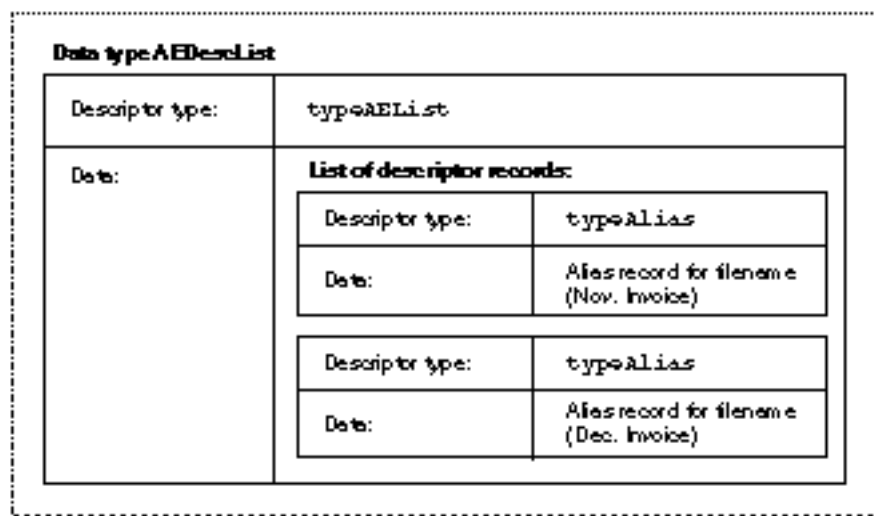 Data type AEDescList
Descriptor type: typeAEList
Data: List of descriptor records:
Descriptor type: typeAlias
Data: Alias record for filename
(Nov. Invoice)
Descriptor type: typeAlias
Data: Alias record for filename
(Dec. Invoice)